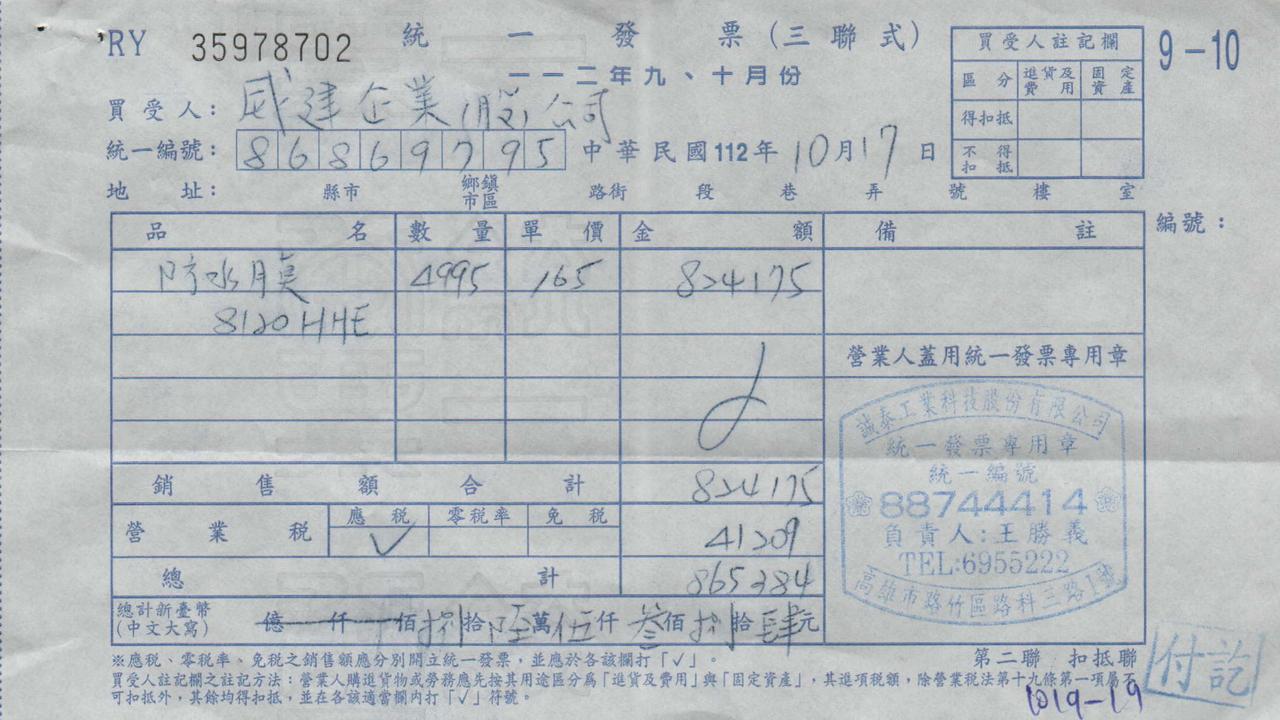 RY 35978702 統一發票(三聯式) 9-10
一一二年九、十月份
買受人註記欄
區分 進貨及費用 固定資產
得扣抵
不得扣抵
買受人: 威建企業(股)公司
統一編號: 86869795 中華民國112年10月17日
地址: 縣市 鄉鎮市區 路街 段 巷 弄 號 樓 室
編號:
品名 數量 單價 金額 備註
防水膜 4995 165 824175
8120HHE
營業人蓋用統一發票專用章
誠泰工業科技股份有限公司
統一發票專用章
統一編號
88744414
負責人:王勝義
TEL:6955222
高雄市路竹區路科三路1號
銷售額合計 824175
營業稅 應稅 零稅率 免稅 41209
✓
總計 865384
總計新臺幣(中文大寫) 億仟佰捌拾陸萬伍仟叁佰捌拾肆元
※應稅、零稅率、免稅之銷售額應分別開立統一發票,並應於各該欄打「✓」。
第二聯 扣抵聯
買受人註記欄之註記方法:營業人購進貨物或勞務應先按其用途區分為「進貨及費用」與「固定資產」,其進項稅額,除營業稅法第十九條第一項屬不
可扣抵外,其餘均得扣抵,並在各該適當欄內打「✓」符號。
付訖
1019-19